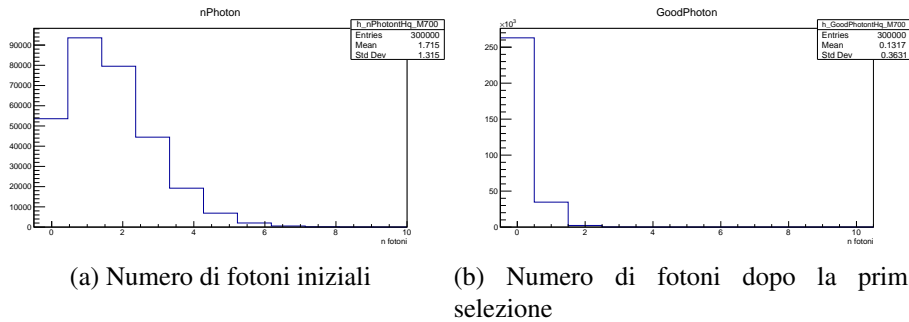 nPhoton
h_nPhotontHq_M700
Entries 300000
Mean 1.715
Std Dev 1.315
90000
80000
70000
60000
50000
40000
30000
20000
10000
0
0 2 4 6 8 10
n fotoni
(a) Numero di fotoni iniziali
GoodPhoton
×10³
h_GoodPhotontHq_M700
Entries 300000
Mean 0.1317
Std Dev 0.3631
250
200
150
100
50
0
0 2 4 6 8 10
n fotoni
(b) Numero di fotoni dopo la prim
selezione